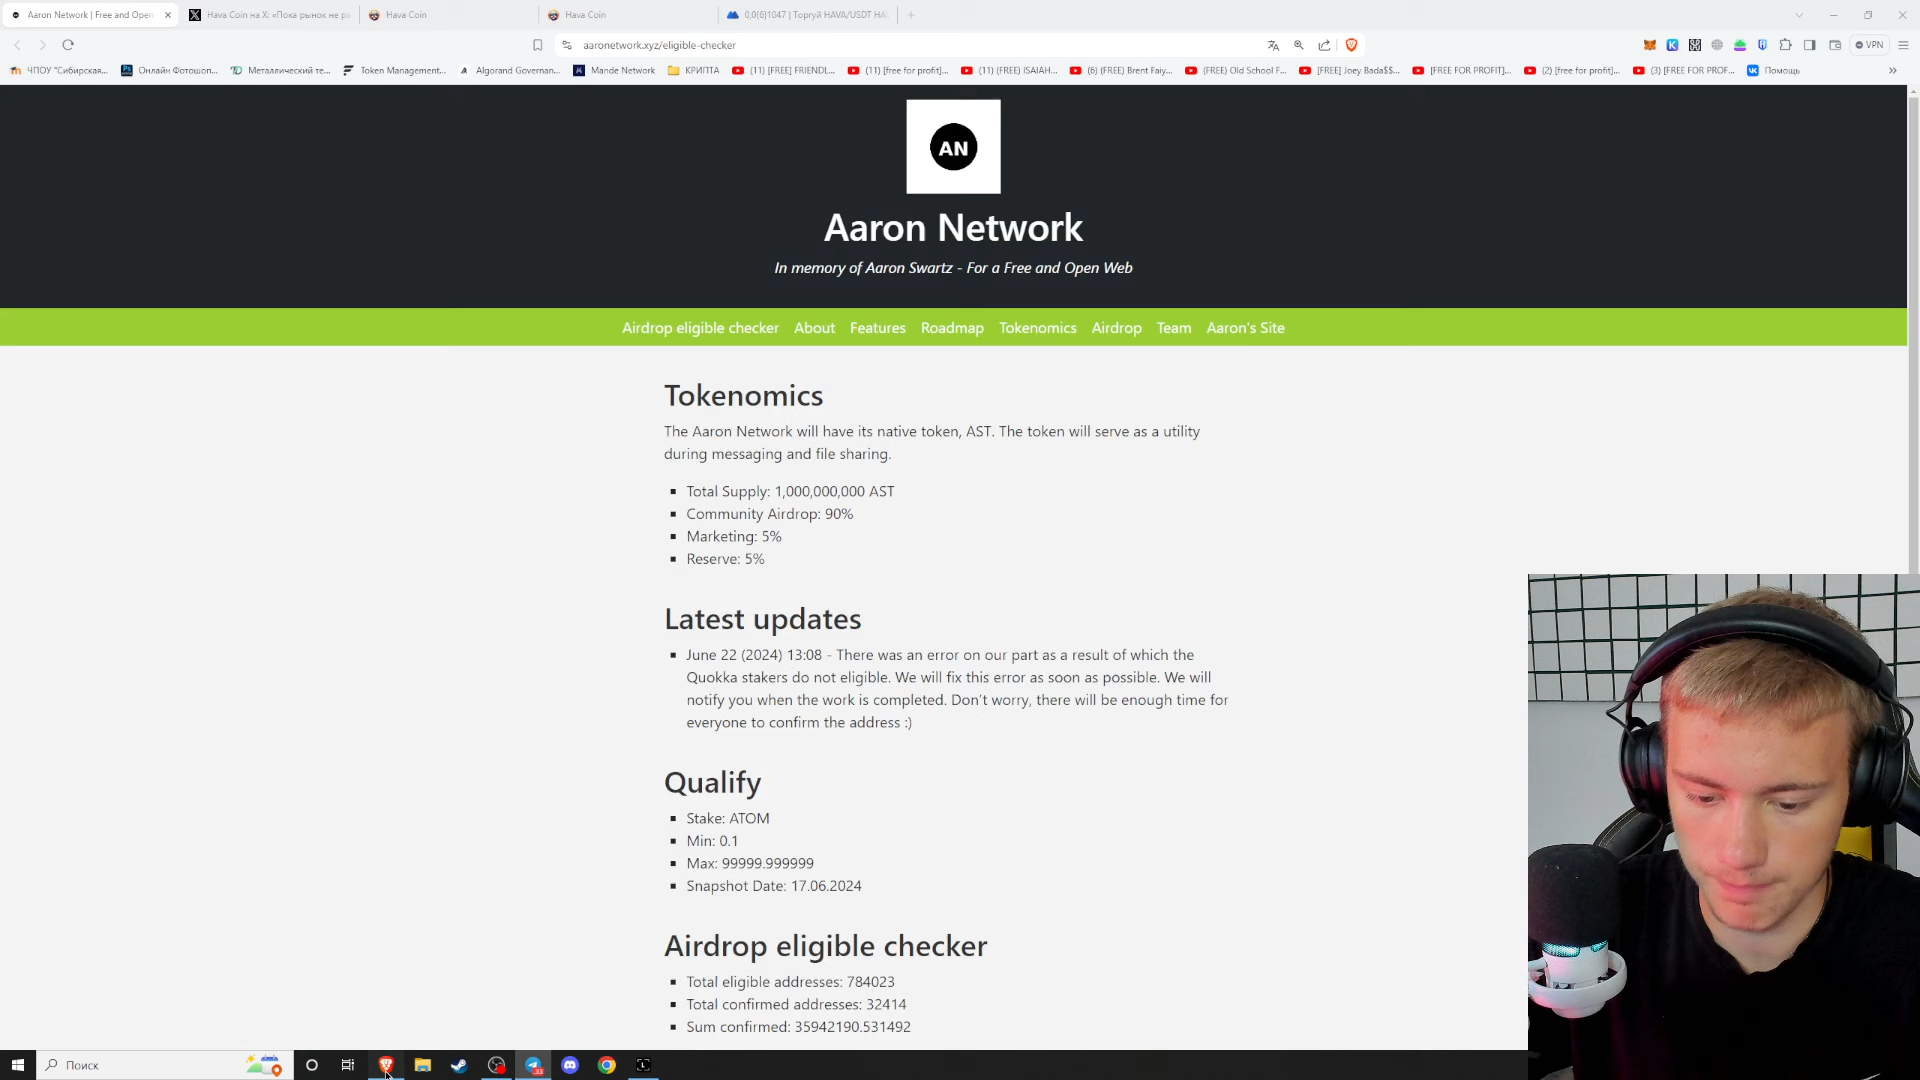 Aaron Network | Free and Open
Hava Coin на X: «Пока рынок не ра
Hava Coin
Hava Coin
0,0{6}1047 | Торгуй HAVA/USDT HA
aaronetwork.xyz/eligible-checker
VPN
ЧПОУ "Сибирская...
Онлайн Фотошоп...
Металлический те...
Token Management...
Algorand Governan...
Mande Network
КРИПТА
(11) [FREE] FRIENDL...
(11) [free for profit]...
(11) (FREE) ISAIAH...
(6) (FREE) Brent Faiy...
(FREE) Old School F...
[FREE] Joey Bada$$...
[FREE FOR PROFIT]...
(2) [free for profit]...
(3) [FREE FOR PROF...
Помощь
AN
Aaron Network
In memory of Aaron Swartz - For a Free and Open Web
Airdrop eligible checker About Features Roadmap Tokenomics Airdrop Team Aaron's Site
Tokenomics
The Aaron Network will have its native token, AST. The token will serve as a utility
during messaging and file sharing.
Total Supply: 1,000,000,000 AST
Community Airdrop: 90%
Marketing: 5%
Reserve: 5%
Latest updates
June 22 (2024) 13:08 - There was an error on our part as a result of which the
Quokka stakers do not eligible. We will fix this error as soon as possible. We will
notify you when the work is completed. Don't worry, there will be enough time for
everyone to confirm the address :)
Qualify
Stake: ATOM
Min: 0.1
Max: 99999.999999
Snapshot Date: 17.06.2024
Airdrop eligible checker
Total eligible addresses: 784023
Total confirmed addresses: 32414
Sum confirmed: 35942190.531492
Поиск